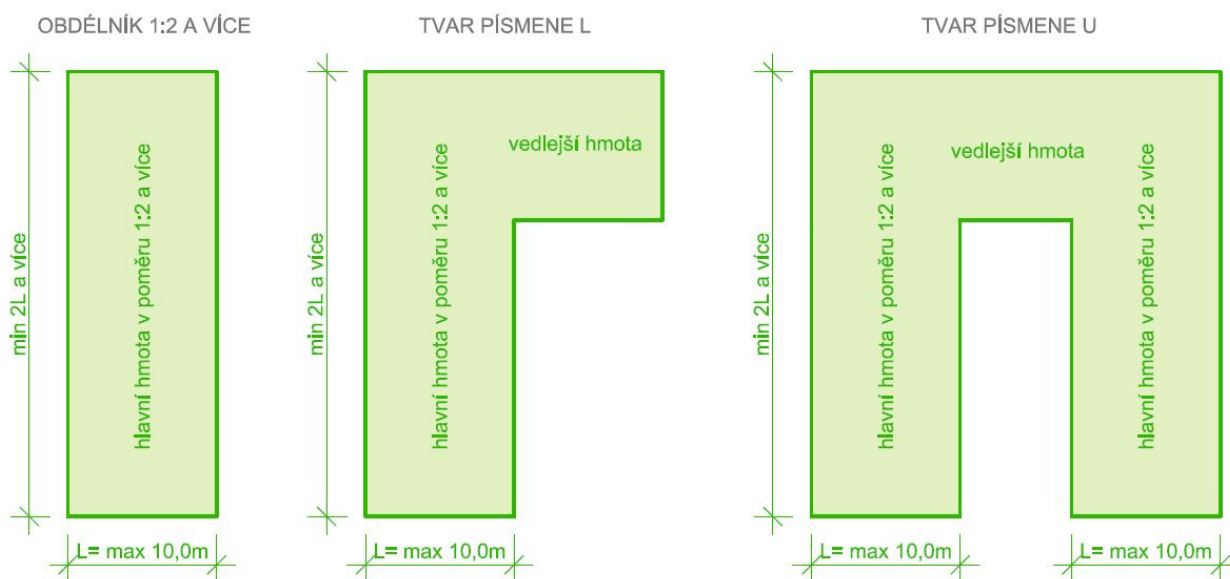 OBDÉLNÍK 1:2 A VÍCE
TVAR PÍSMENE L
TVAR PÍSMENE U
min 2L a více
hlavní hmota v poměru 1:2 a více
L= max 10,0m
min 2L a více
hlavní hmota v poměru 1:2 a více
vedlejší hmota
L= max 10,0m
min 2L a více
hlavní hmota v poměru 1:2 a více
vedlejší hmota
hlavní hmota v poměru 1:2 a více
L= max 10,0m
L= max 10,0m